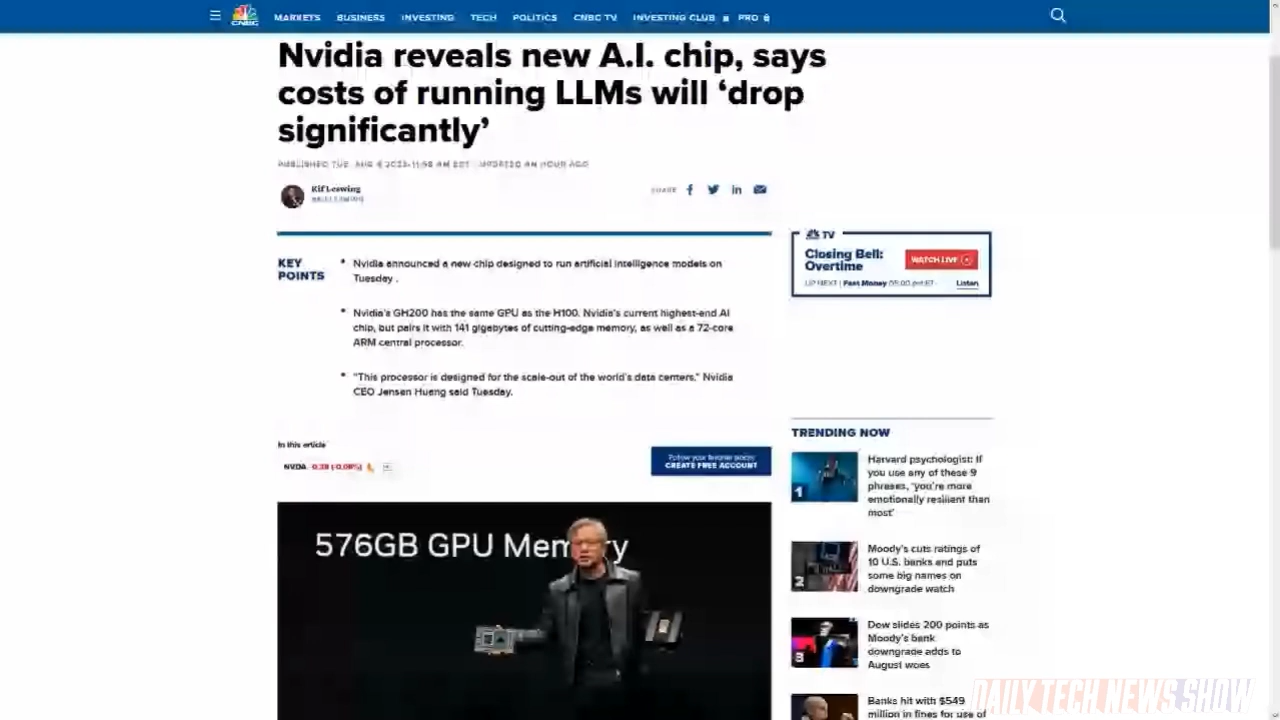 CNBC
MARKETS BUSINESS INVESTING TECH POLITICS CNBC TV INVESTING CLUB PRO
Nvidia reveals new A.I. chip, says
costs of running LLMs will ‘drop
significantly’
PUBLISHED TUE, AUG 8 2023 11:58 AM EDT UPDATED AN HOUR AGO
Kif Leswing
SHARE
KEY
POINTS
Nvidia announced a new chip designed to run artificial intelligence models on
Tuesday .
Nvidia's GH200 has the same GPU as the H100, Nvidia's current highest-end AI
chip, but pairs it with 141 gigabytes of cutting-edge memory, as well as a 72-core
ARM central processor.
"This processor is designed for the scale-out of the world's data centers," Nvidia
CEO Jensen Huang said Tuesday.
TV
Closing Bell:
Overtime
WATCH LIVE
UP NEXT | Fast Money 05:00 pm ET
Listen
In this article
NVDA
Follow your favorite stocks
CREATE FREE ACCOUNT
576GB GPU Memory
TRENDING NOW
1
Harvard psychologist: If
you use any of these 9
phrases, 'you're more
emotionally resilient than
most'
2
Moody's cuts ratings of
10 U.S. banks and puts
some big names on
downgrade watch
3
Dow slides 200 points as
Moody's bank
downgrade adds to
August woes
Banks hit with $549
million in fines for use of
DAILY TECH NEWS SHOW